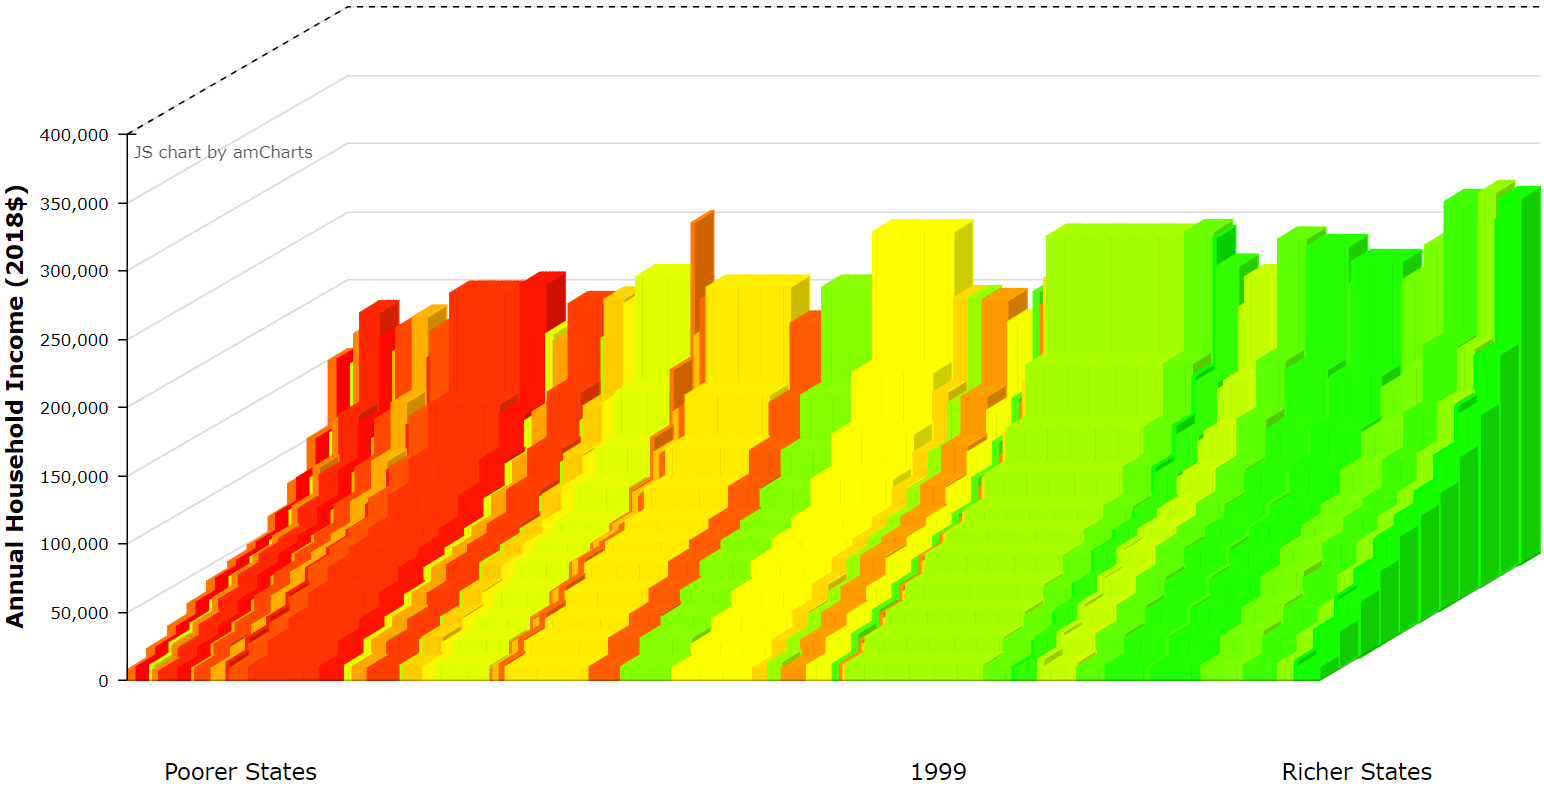 400,000
JS chart by amCharts
350,000
300,000
250,000
200,000
150,000
100,000
50,000
0
Annual Household Income (2018$)
Poorer States
1999
Richer States